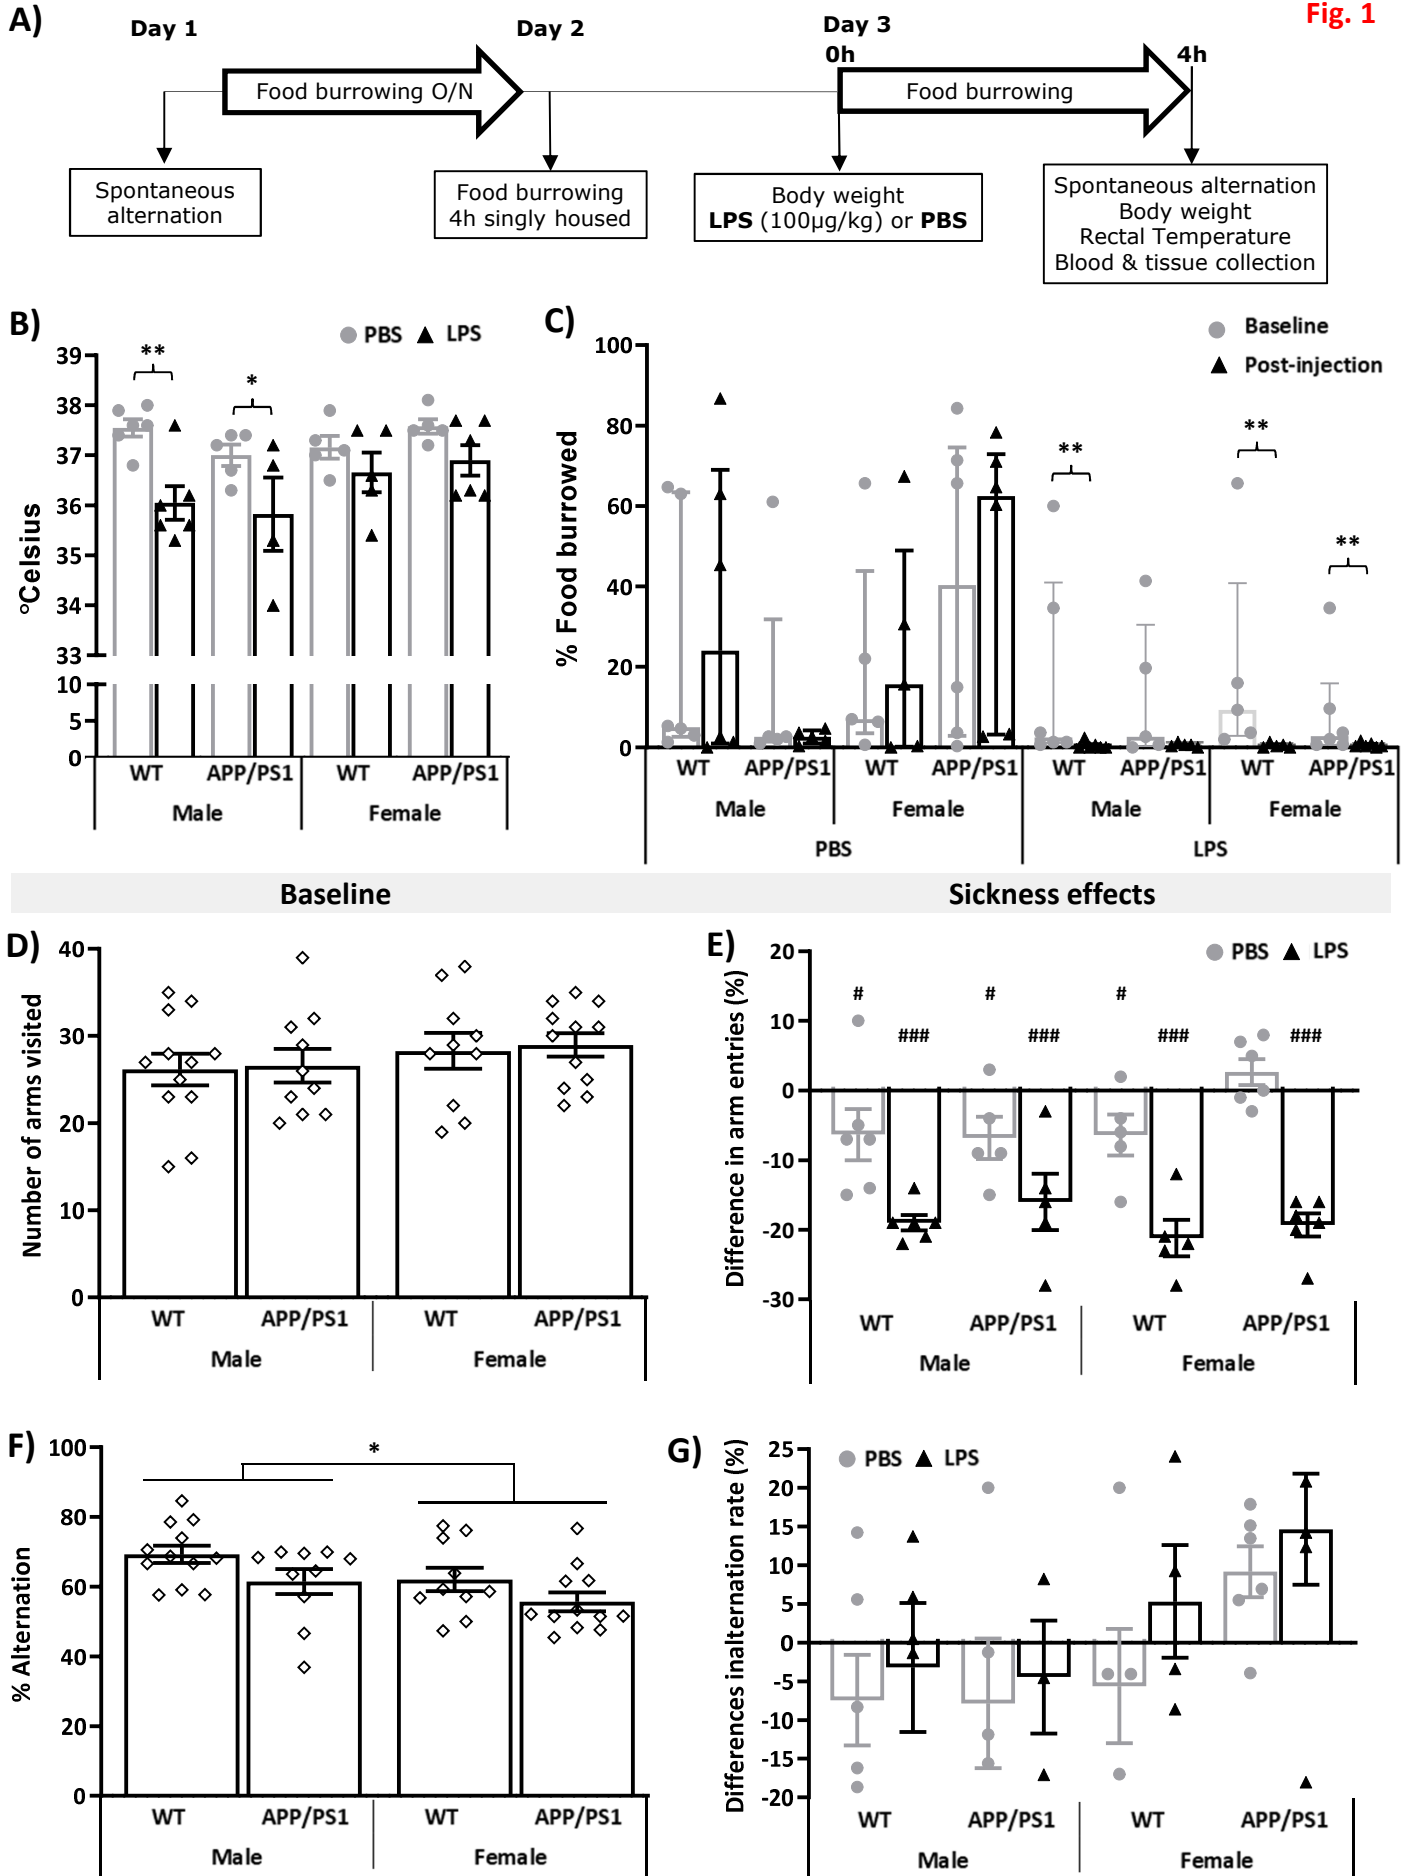 A)
Fig. 1
Day 1
Day 2
Day 3
0h
4h
Food burrowing O/N
Food burrowing
Spontaneous
alternation
Food burrowing
4h singly housed
Body weight
LPS (100µg/kg) or PBS
Spontaneous alternation
Body weight
Rectal Temperature
Blood & tissue collection
B)
PBS LPS
°Celsius
39
38
37
36
35
34
33
10
5
0
**
*
WT APP/PS1 WT APP/PS1
Male Female
C)
Baseline
Post-injection
% Food burrowed
100
80
60
40
20
0
**
**
**
WT APP/PS1 WT APP/PS1 WT APP/PS1 WT APP/PS1
Male Female Male Female
PBS LPS
Baseline Sickness effects
D)
Number of arms visited
40
30
20
10
0
WT APP/PS1 WT APP/PS1
Male Female
E)
PBS LPS
Difference in arm entries (%)
20
10
0
-10
-20
-30
# # #
### ### ### ###
WT APP/PS1 WT APP/PS1
Male Female
F)
% Alternation
100
80
60
40
20
0
*
WT APP/PS1 WT APP/PS1
Male Female
G)
PBS LPS
Differences inalternation rate (%)
25
20
15
10
5
0
-5
-10
-15
-20
WT APP/PS1 WT APP/PS1
Male Female